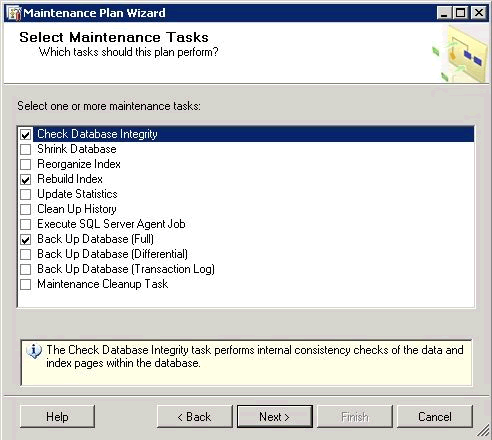 Maintenance Plan Wizard
Select Maintenance Tasks
Which tasks should this plan perform?
Select one or more maintenance tasks:
Check Database Integrity
Shrink Database
Reorganize Index
Rebuild Index
Update Statistics
Clean Up History
Execute SQL Server Agent Job
Back Up Database (Full)
Back Up Database (Differential)
Back Up Database (Transaction Log)
Maintenance Cleanup Task
The Check Database Integrity task performs internal consistency checks of the data and
index pages within the database.
Help < Back Next > Finish Cancel